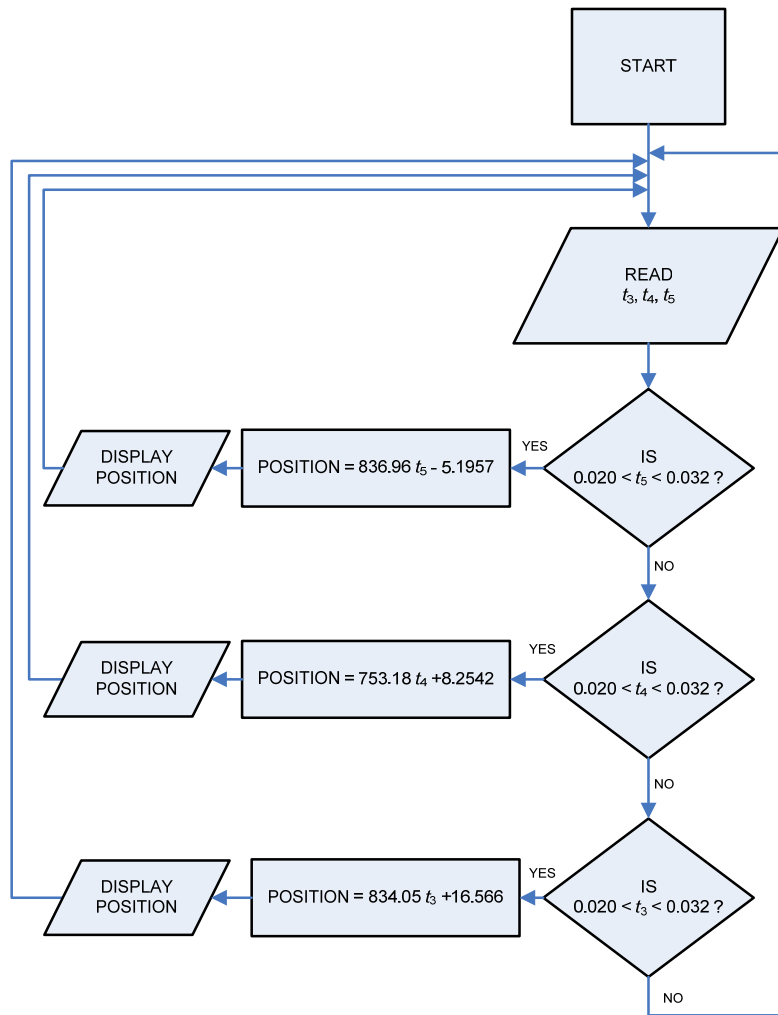 START
READ
t₃, t₄, t₅
IS
0.020 < t₅ < 0.032 ?
YES
POSITION = 836.96 t₅ - 5.1957
DISPLAY
POSITION
NO
IS
0.020 < t₄ < 0.032 ?
YES
POSITION = 753.18 t₄ +8.2542
DISPLAY
POSITION
NO
IS
0.020 < t₃ < 0.032 ?
YES
POSITION = 834.05 t₃ +16.566
DISPLAY
POSITION
NO